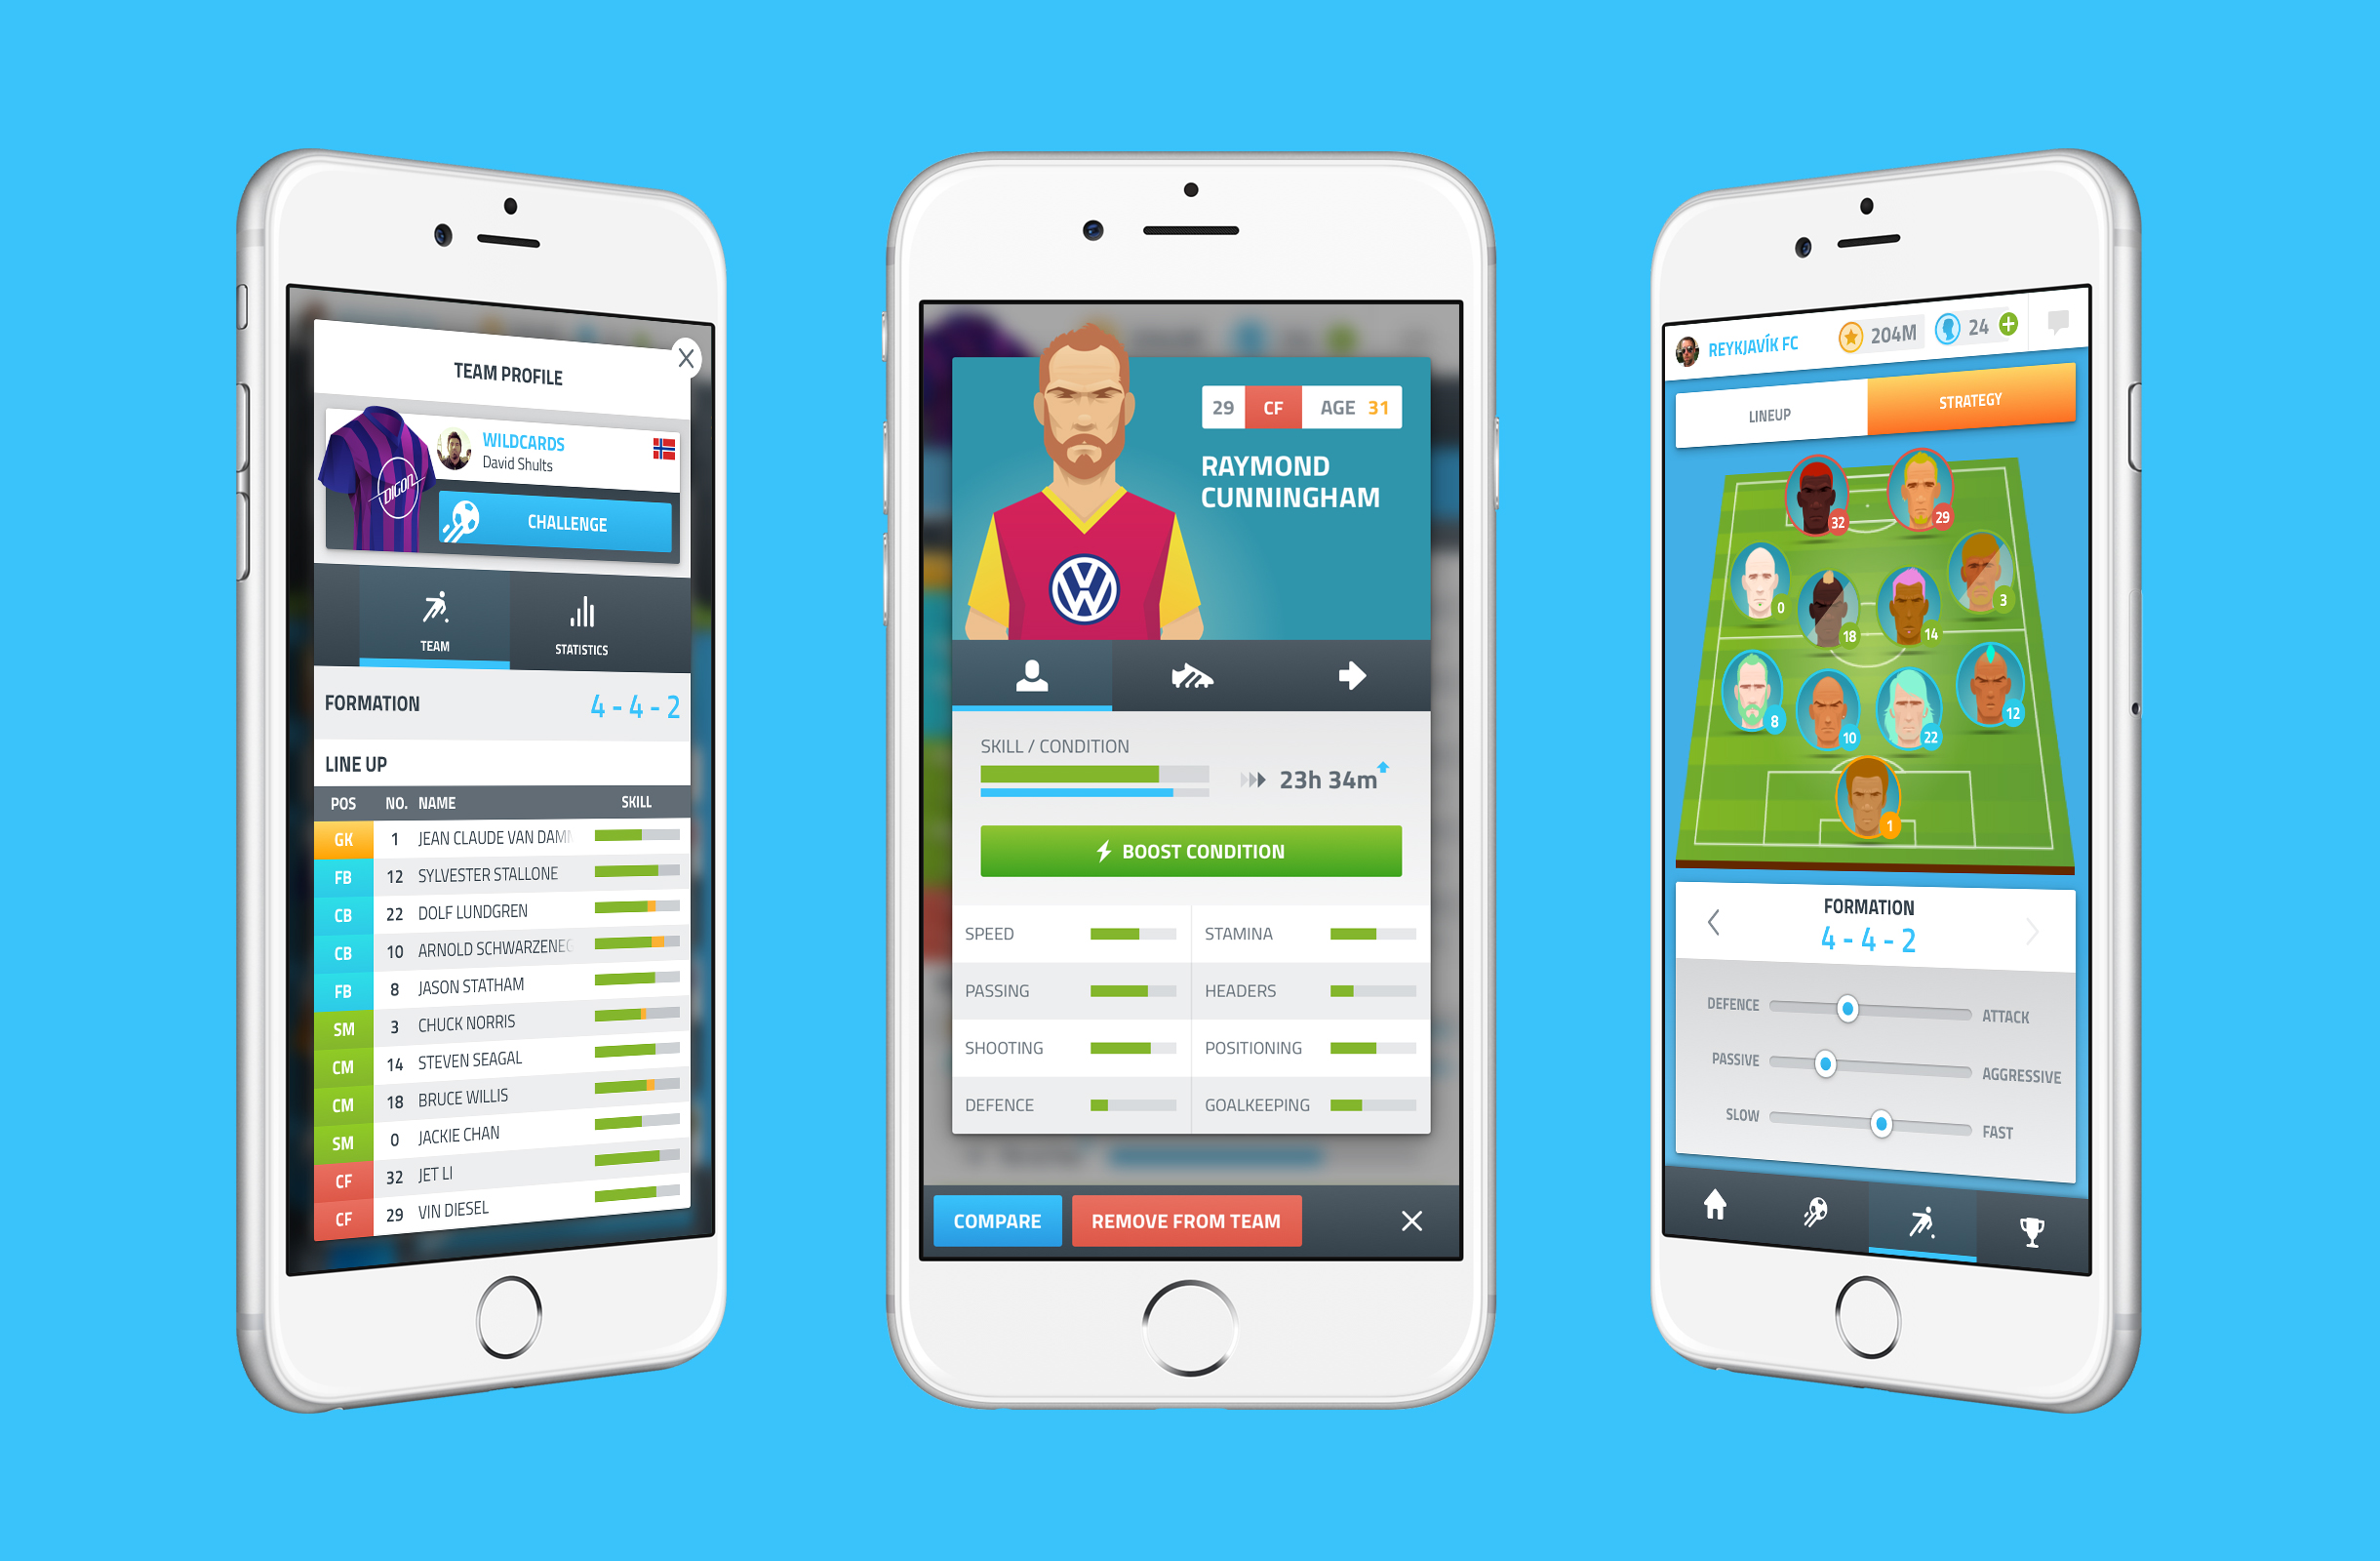 TEAM PROFILE
X
WILDCARDS
David Shults
DIGON
CHALLENGE
TEAM
STATISTICS
FORMATION
4 - 4 - 2
LINE UP
POS NO. NAME SKILL
GK 1 JEAN CLAUDE VAN DAM
FB 12 SYLVESTER STALLONE
CB 22 DOLF LUNDGREN
CB 10 ARNOLD SCHWARZENEG
FB 8 JASON STATHAM
SM 3 CHUCK NORRIS
CM 14 STEVEN SEAGAL
CM 18 BRUCE WILLIS
SM 0 JACKIE CHAN
CF 32 JET LI
CF 29 VIN DIESEL
29 CF AGE 31
RAYMOND
CUNNINGHAM
VW
SKILL / CONDITION
23h 34m
BOOST CONDITION
SPEED STAMINA
PASSING HEADERS
SHOOTING POSITIONING
DEFENCE GOALKEEPING
COMPARE REMOVE FROM TEAM
REYKJAVÍK FC 204M 24
LINEUP STRATEGY
32 29
0 18 14 3
8 10 22 12
1
FORMATION
4 - 4 - 2
DEFENCE ATTACK
PASSIVE AGGRESSIVE
SLOW FAST